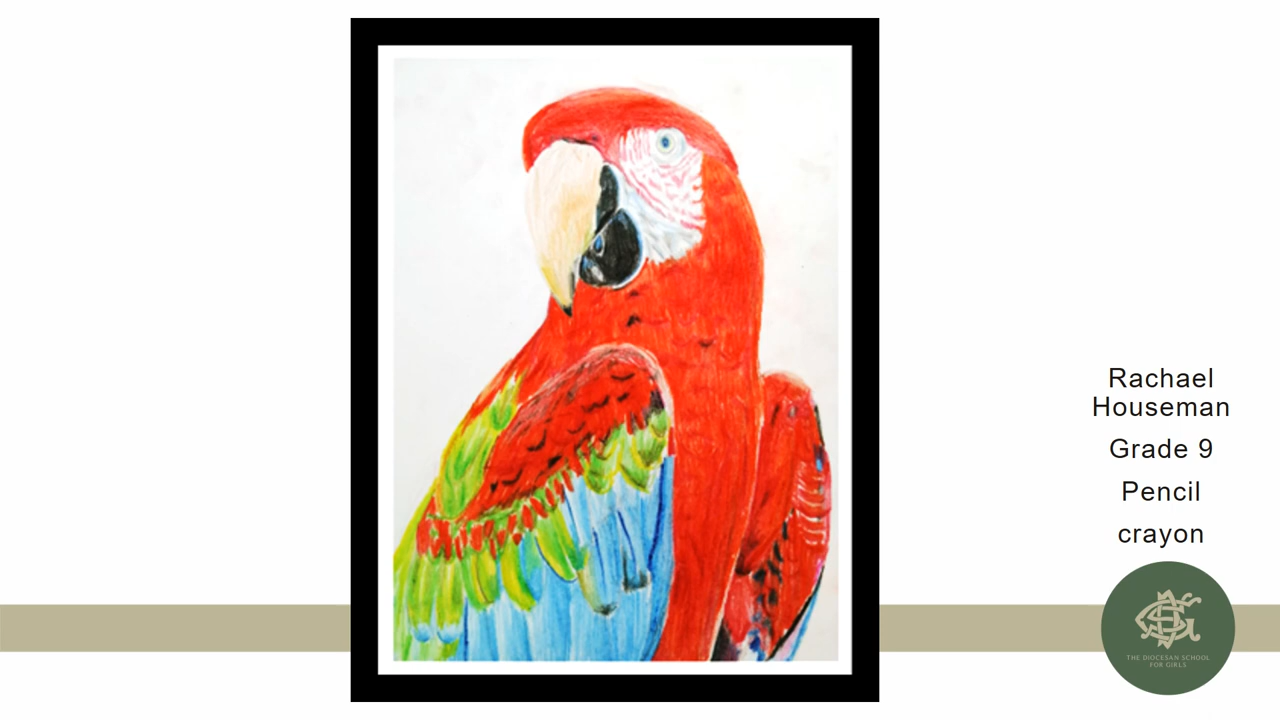 Rachael
Houseman
Grade 9
Pencil
crayon
THE DIOCESAN SCHOOL
FOR GIRLS